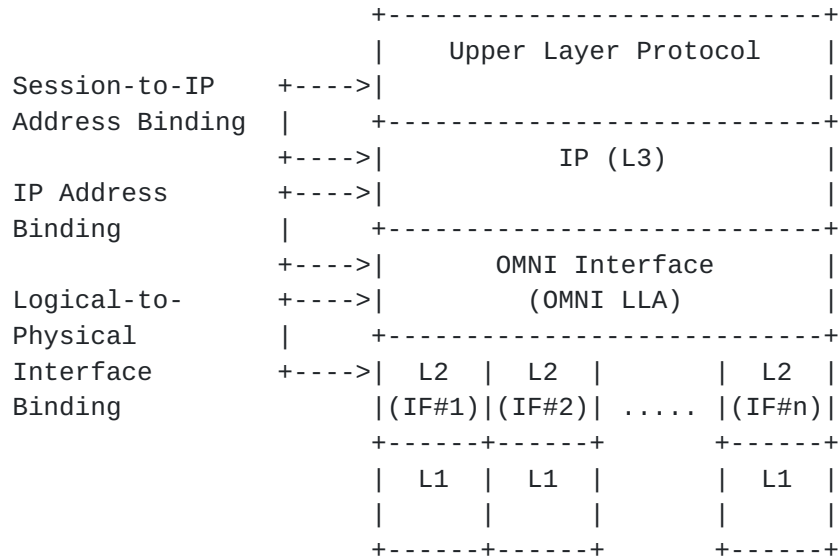 +----------------------------+
                      |    Upper Layer Protocol    |
Session-to-IP    +---->|                            |
Address Binding  |     +----------------------------+
                 +---->|           IP (L3)          |
IP Address       +---->|                            |
Binding          |     +----------------------------+
                 +---->|       OMNI Interface       |
Logical-to-      +---->|         (OMNI LLA)         |
Physical         |     +----------------------------+
Interface        +---->|  L2  |  L2  |       |  L2  |
Binding                |(IF#1)|(IF#2)| ..... |(IF#n)|
                       +------+------+       +------+
                       |  L1  |  L1  |       |  L1  |
                       |      |      |       |      |
                       +------+------+       +------+